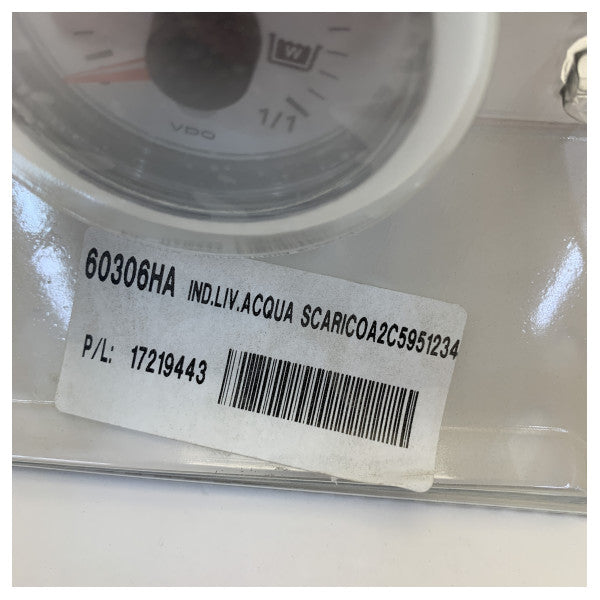 W
1/1
VDO
60306HA IND.LIV.ACQUA SCARICOA2C5951234
P/L: 17219443